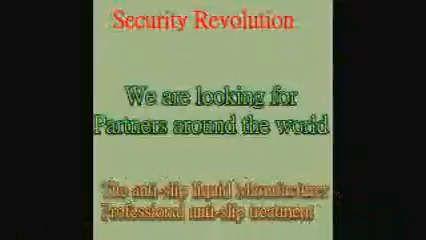 Security Revolution
We are looking for
Partners around the world
The anti-slip liquid Manufacturer
Professional anti-slip treatment